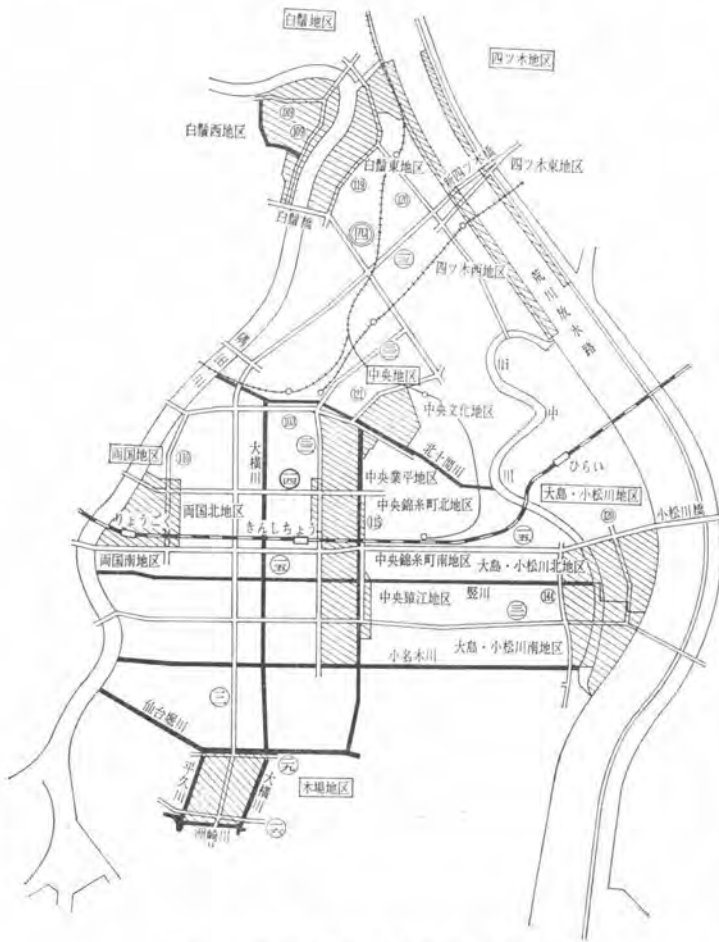 白鬚地区
四ツ木地区
白鬚西地区
白鬚東地区
新四ツ木橋
四ツ木東地区
白鬚橋
四
四ツ木西地区
荒川放水路
隅田川
中央地区
中川
中央文化地区
大横川
北十間川
ひらい
両国地区
中央業平地区
大島・小松川地区
両国北地区
中央錦糸町北地区
小松川橋
りょうごく
きんしちょう
両国南地区
中央錦糸町南地区
大島・小松川北地区
竪川
中央猿江地区
大島・小松川南地区
小名木川
仙台堀川
平久川
大横川
木場地区
洲崎川